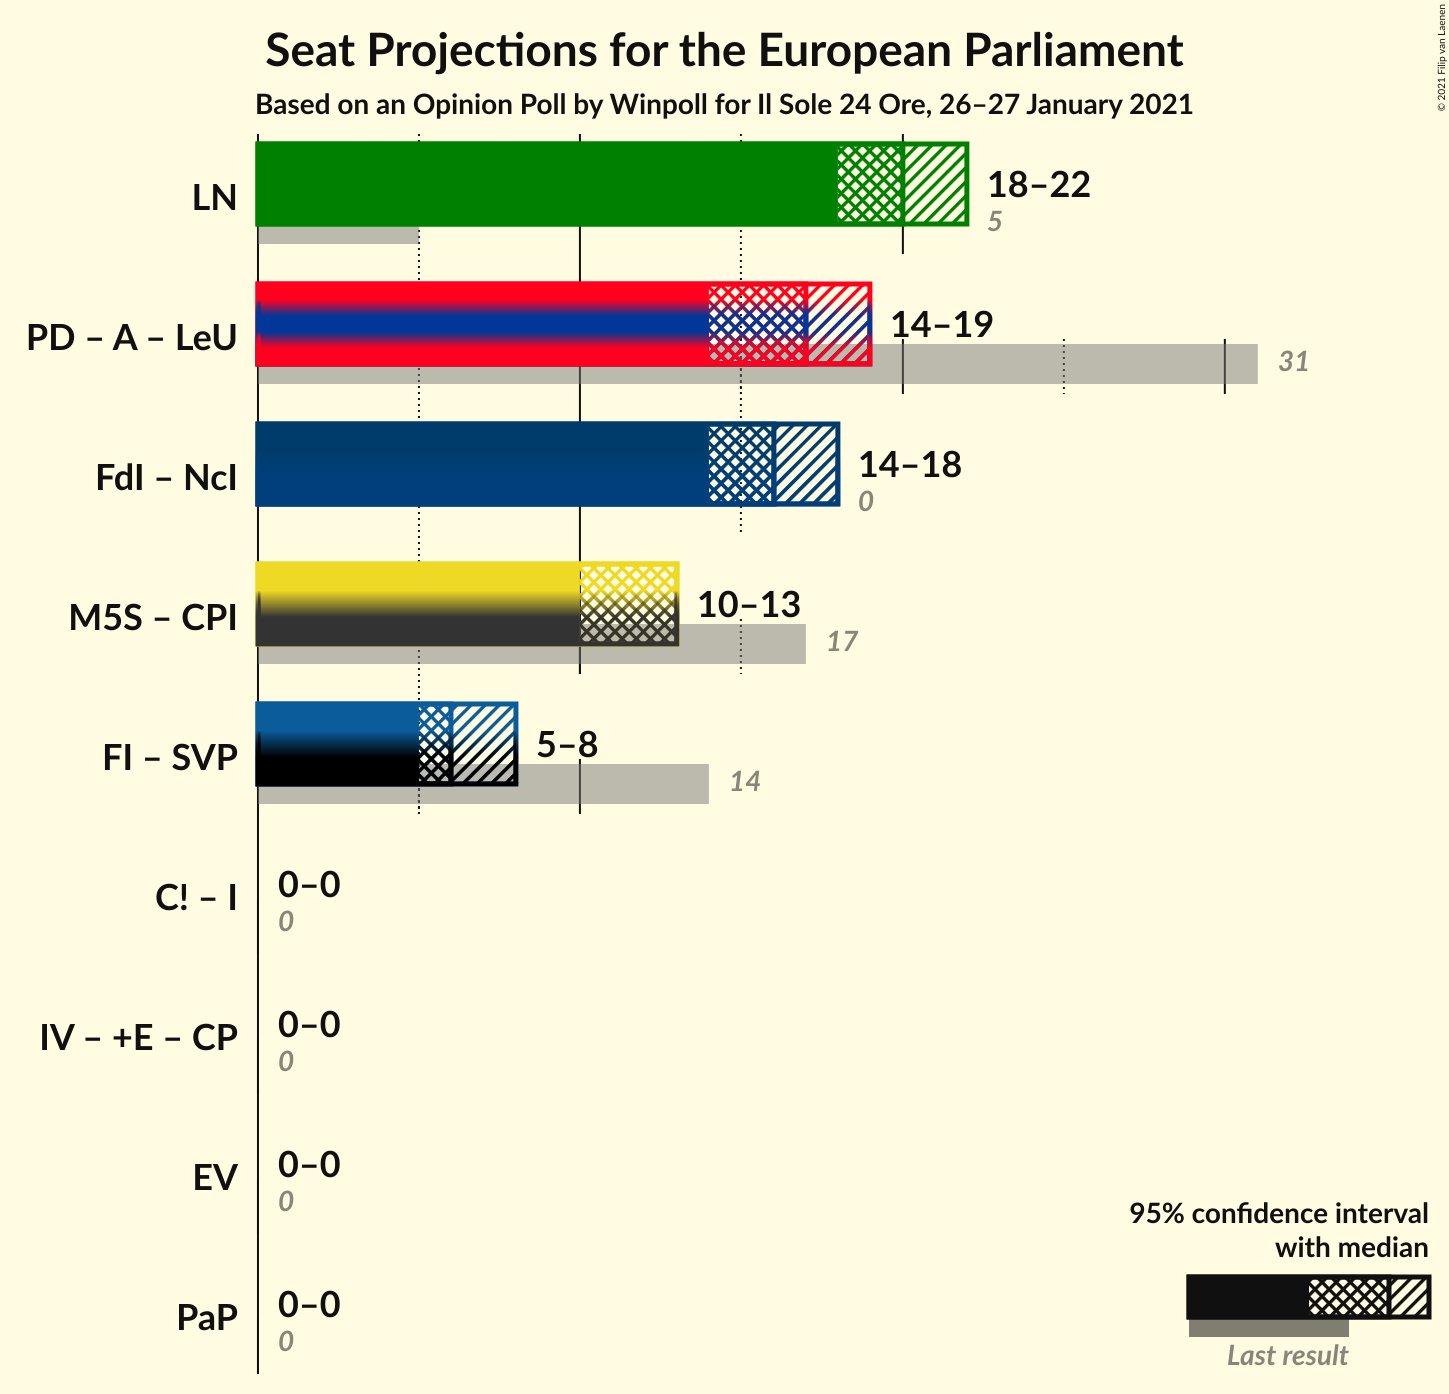 Seat Projections for the European Parliament
Based on an Opinion Poll by Winpoll for Il Sole 24 Ore, 26–27 January 2021
© 2021 Filip van Laenen
LN
18–22
5
PD – A – LeU
14–19
31
FdI – NcI
14–18
0
M5S – CPI
10–13
17
FI – SVP
5–8
14
C! – I
0–0
0
IV – +E – CP
0–0
0
EV
0–0
0
PaP
0–0
0
95% confidence interval
with median
Last result